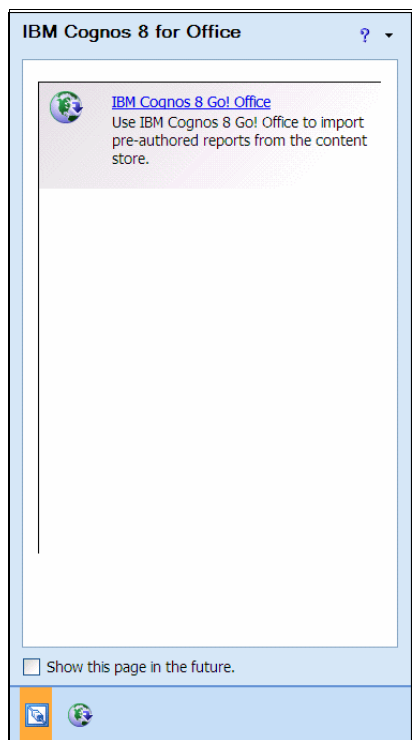 IBM Cognos 8 for Office
?
IBM Cognos 8 Go! Office
Use IBM Cognos 8 Go! Office to import
pre-authored reports from the content
store.
Show this page in the future.